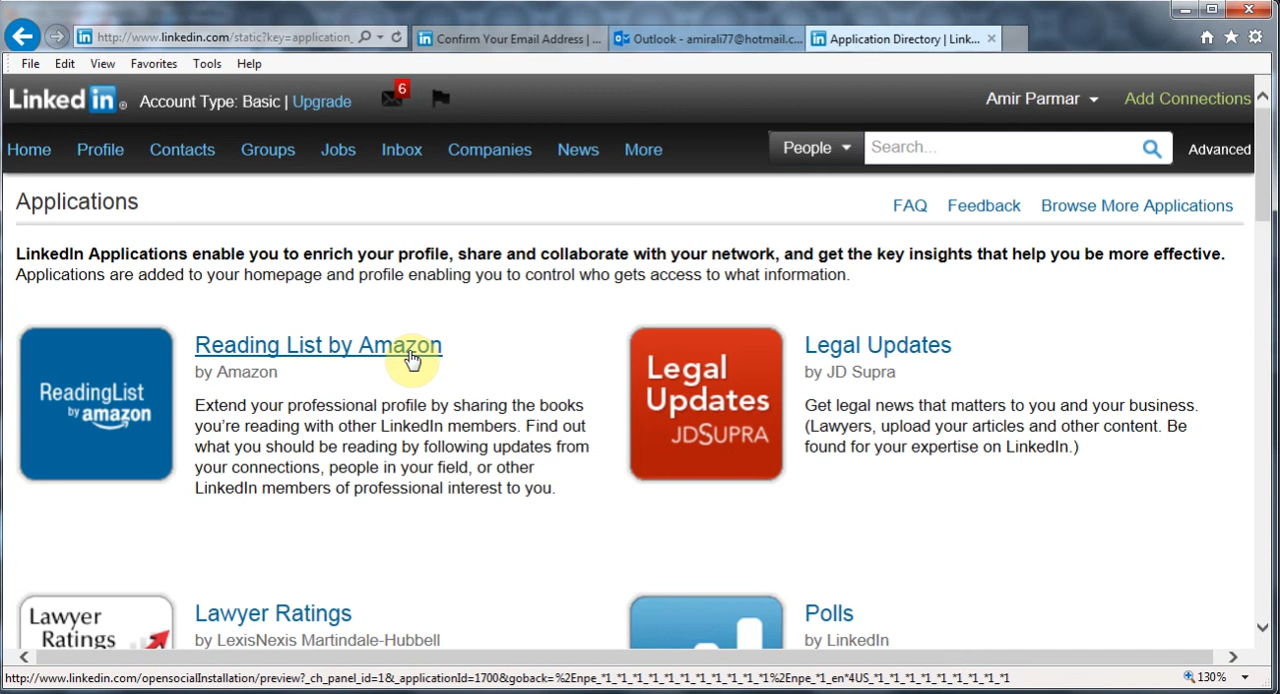 http://www.linkedin.com/static?key=application_
Confirm Your Email Address | ...
Outlook - amirali77@hotmail.c...
Application Directory | Link...
File Edit View Favorites Tools Help
Linked in® Account Type: Basic | Upgrade 6 Amir Parmar Add Connections
Home Profile Contacts Groups Jobs Inbox Companies News More People Search... Advanced
Applications FAQ Feedback Browse More Applications
LinkedIn Applications enable you to enrich your profile, share and collaborate with your network, and get the key insights that help you be more effective.
Applications are added to your homepage and profile enabling you to control who gets access to what information.
ReadingList
by amazon
Reading List by Amazon
by Amazon
Extend your professional profile by sharing the books
you're reading with other LinkedIn members. Find out
what you should be reading by following updates from
your connections, people in your field, or other
LinkedIn members of professional interest to you.
Legal
Updates
JDSUPRA
Legal Updates
by JD Supra
Get legal news that matters to you and your business.
(Lawyers, upload your articles and other content. Be
found for your expertise on LinkedIn.)
Lawyer
Ratings
Lawyer Ratings
by LexisNexis Martindale-Hubbell
Polls
by LinkedIn
http://www.linkedin.com/opensocialInstallation/preview?_ch_panel_id=1&_applicationId=1700&goback=%2Enpe_*1_*1_*1_*1_*1_*1_*1_*1_*1_*1%2Enpe_*1_en*4US_*1_*1_*1_*1_*1_*1_*1_*1_*1 130%